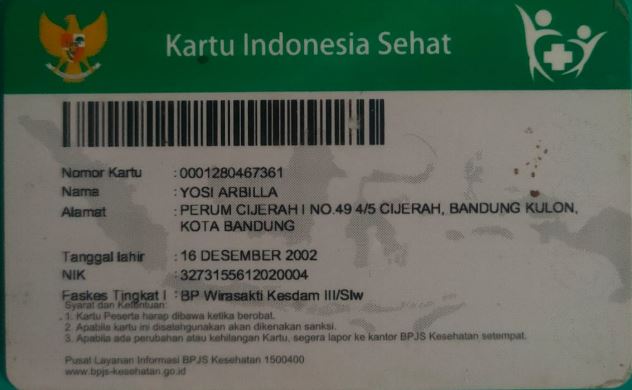 Kartu Indonesia Sehat
Nomor Kartu : 0001280467361
Nama : YOSI ARBILLA
Alamat : PERUM CIJERAH I NO.49 4/5 CIJERAH, BANDUNG KULON,
KOTA BANDUNG
Tanggal lahir : 16 DESEMBER 2002
NIK : 3273155612020004
Faskes Tingkat I : BP Wirasakti Kesdam III/Slw
Syarat dan Ketentuan:
1. Kartu Peserta harap dibawa ketika berobat.
2. Apabila kartu ini disalahgunakan akan dikenakan sanksi.
3. Apabila ada perubahan atau kehilangan Kartu, segera lapor ke kantor BPJS Kesehatan setempat.
Pusat Layanan Informasi BPJS Kesehatan 1500400
www.bpjs-kesehatan.go.id